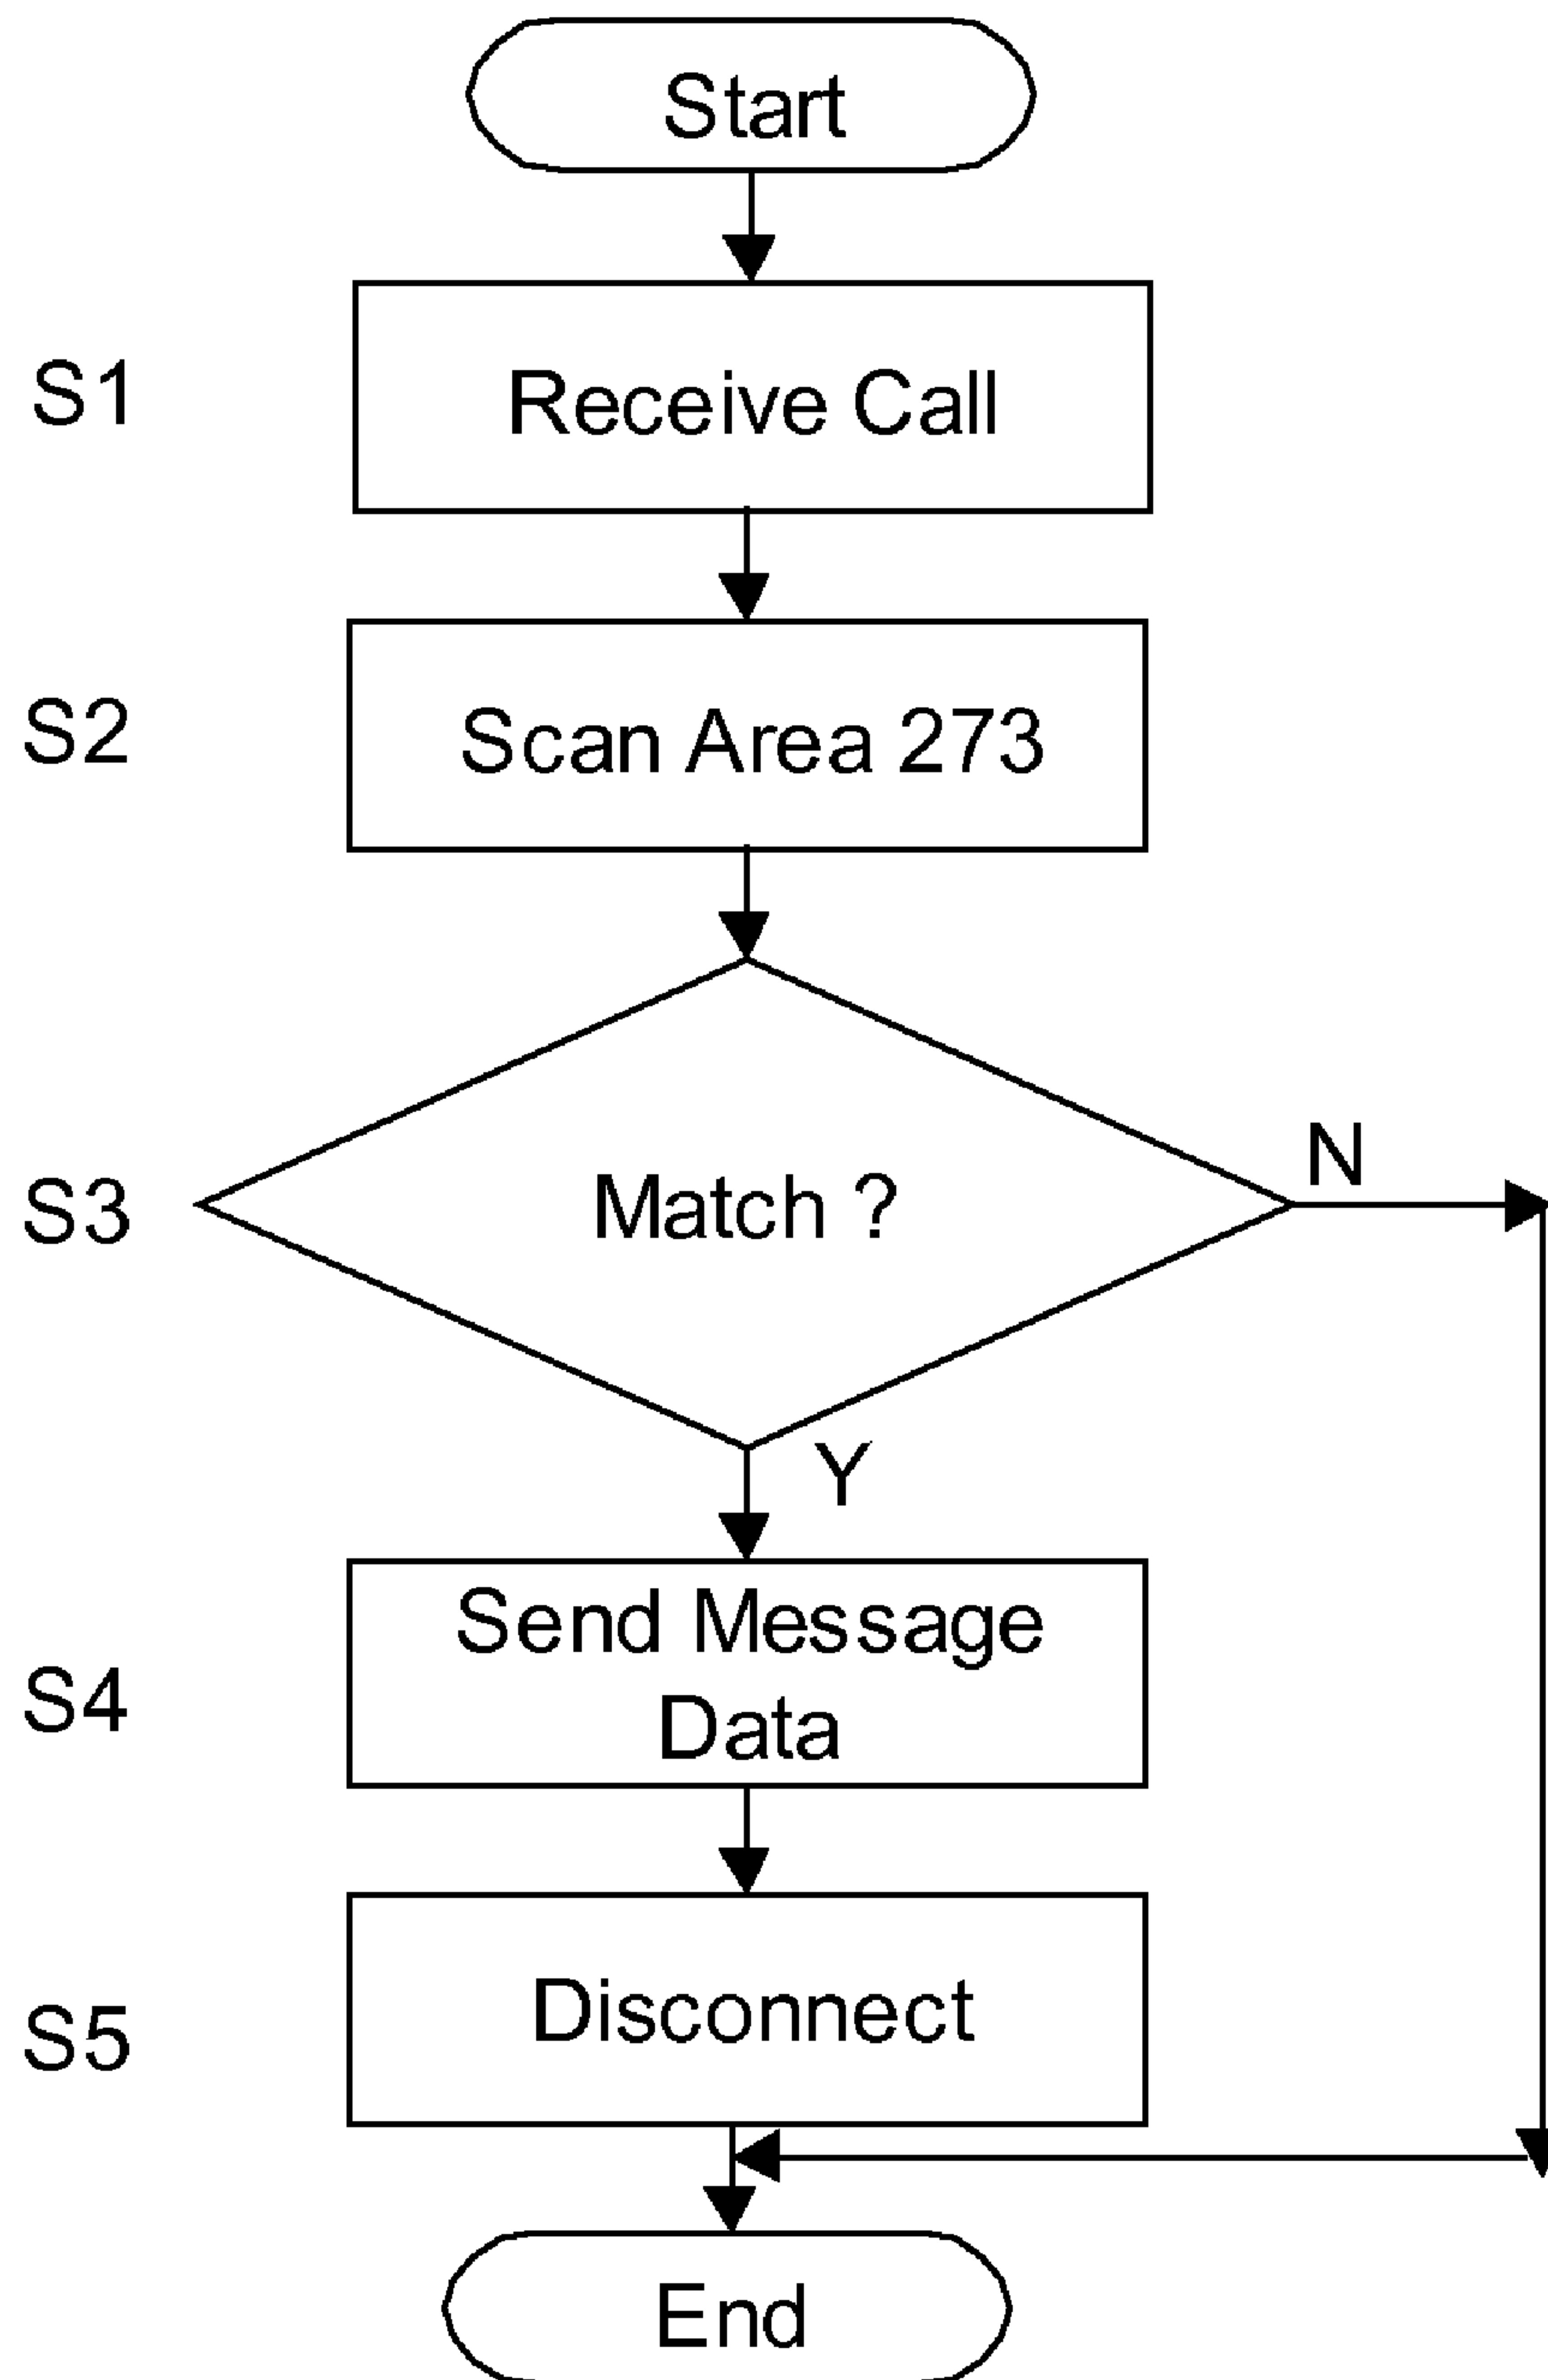 Start
S1
Receive Call
S2
Scan Area 273
S3
Match ?
N
Y
S4
Send Message
Data
S5
Disconnect
End